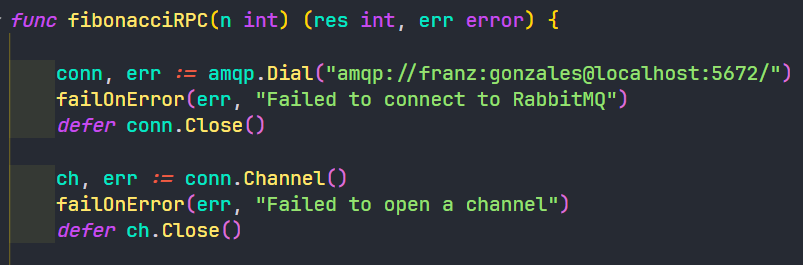 func fibonacciRPC(n int) (res int, err error) {
conn, err := amqp.Dial("amqp://franz:gonzales@localhost:5672/")
failOnError(err, "Failed to connect to RabbitMQ")
defer conn.Close()
ch, err := conn.Channel()
failOnError(err, "Failed to open a channel")
defer ch.Close()